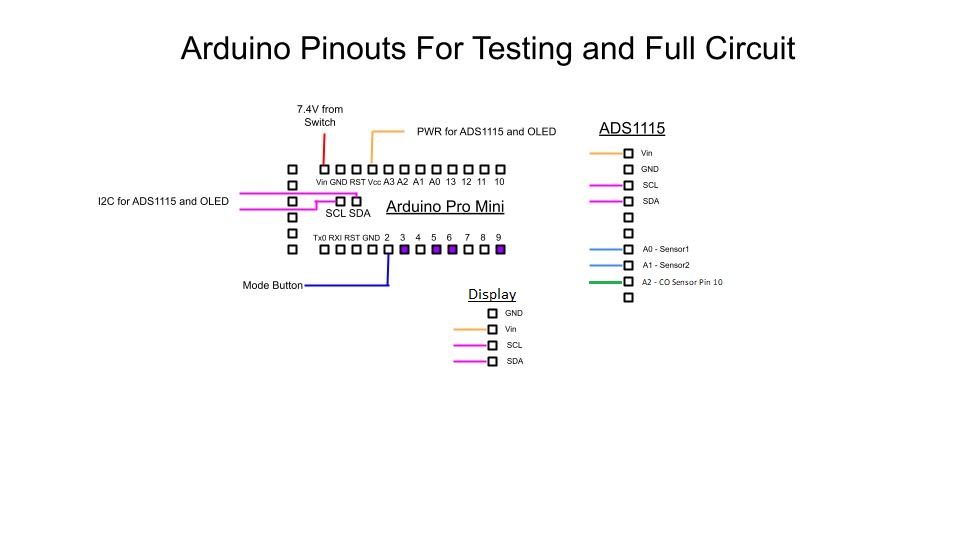 Arduino Pinouts For Testing and Full Circuit
7.4V from
Switch
PWR for ADS1115 and OLED
ADS1115
Vin
GND
SCL
SDA
A0 - Sensor1
A1 - Sensor2
A2 - CO Sensor Pin 10
Vin GND RST Vcc A3 A2 A1 A0 13 12 11 10
I2C for ADS1115 and OLED
SCL SDA
Arduino Pro Mini
Tx0 RXI RST GND 2 3 4 5 6 7 8 9
Mode Button
Display
GND
Vin
SCL
SDA